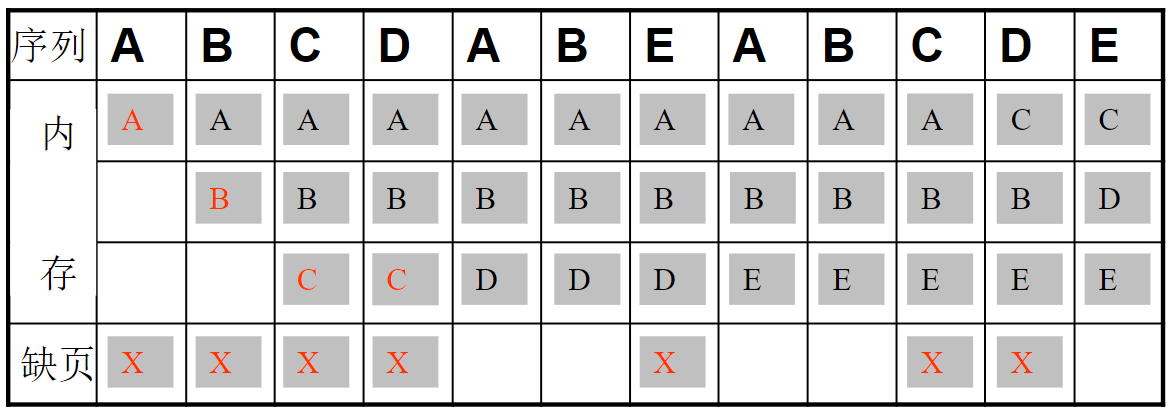 序列 A B C D A B E A B C D E
内 A A A A A A A A A A C C
B B B B B B B B B B D
存 C C D D D E E E E E
缺页 X X X X X X X